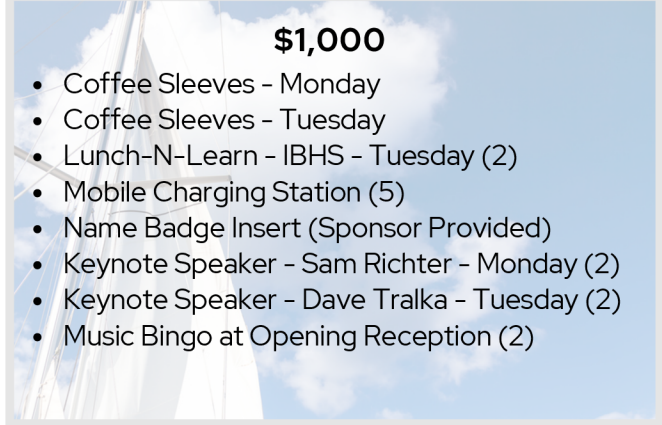 $1,000
• Coffee Sleeves - Monday
• Coffee Sleeves - Tuesday
• Lunch-N-Learn - IBHS - Tuesday (2)
• Mobile Charging Station (5)
• Name Badge Insert (Sponsor Provided)
• Keynote Speaker - Sam Richter - Monday (2)
• Keynote Speaker - Dave Tralka - Tuesday (2)
• Music Bingo at Opening Reception (2)